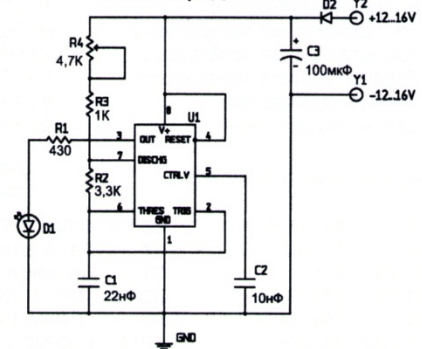 D2
Y2
+12..16V
R4
4,7K
+
C3
-
100мкФ
Y1
-12..16V
R3
1K
8
U1
V+
R1
430
3
OUT
RESET
4
7
DISCHG
R2
3,3K
CTRLV
5
6
THRES
TRIG
2
GND
1
D1
C1
22нФ
C2
10нФ
GND